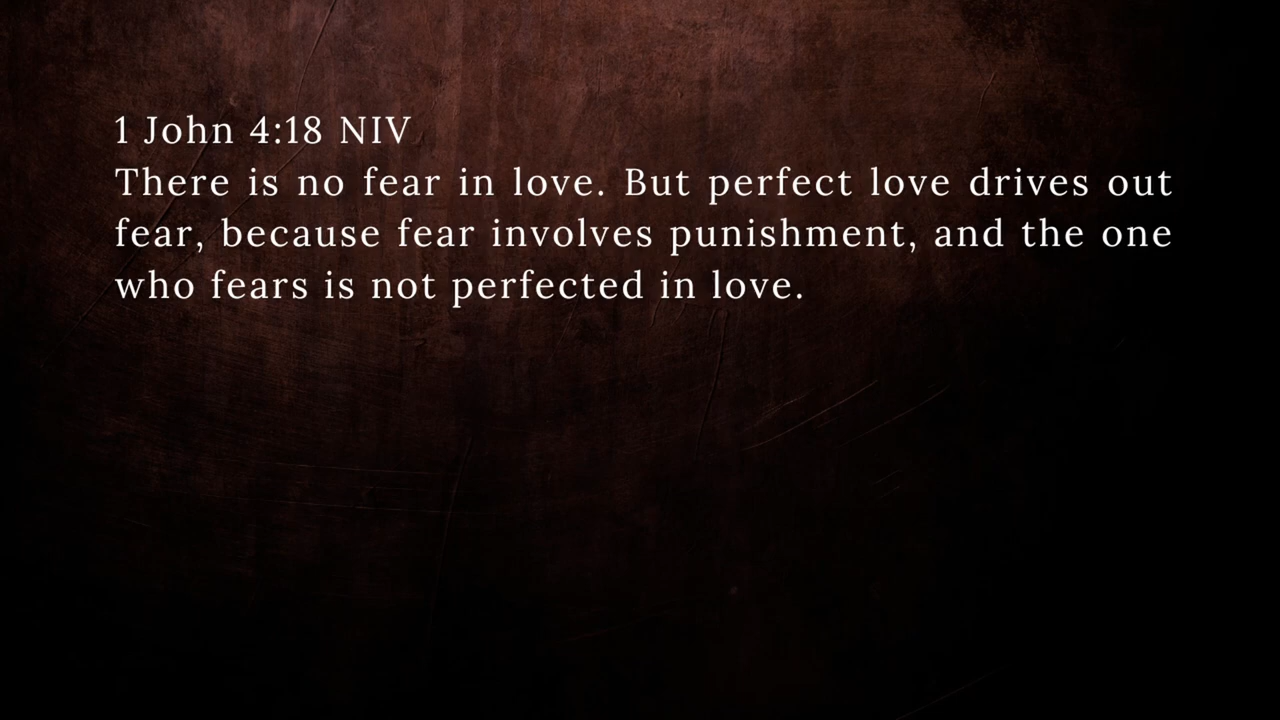 1 John 4:18 NIV
There is no fear in love. But perfect love drives out
fear, because fear involves punishment, and the one
who fears is not perfected in love.